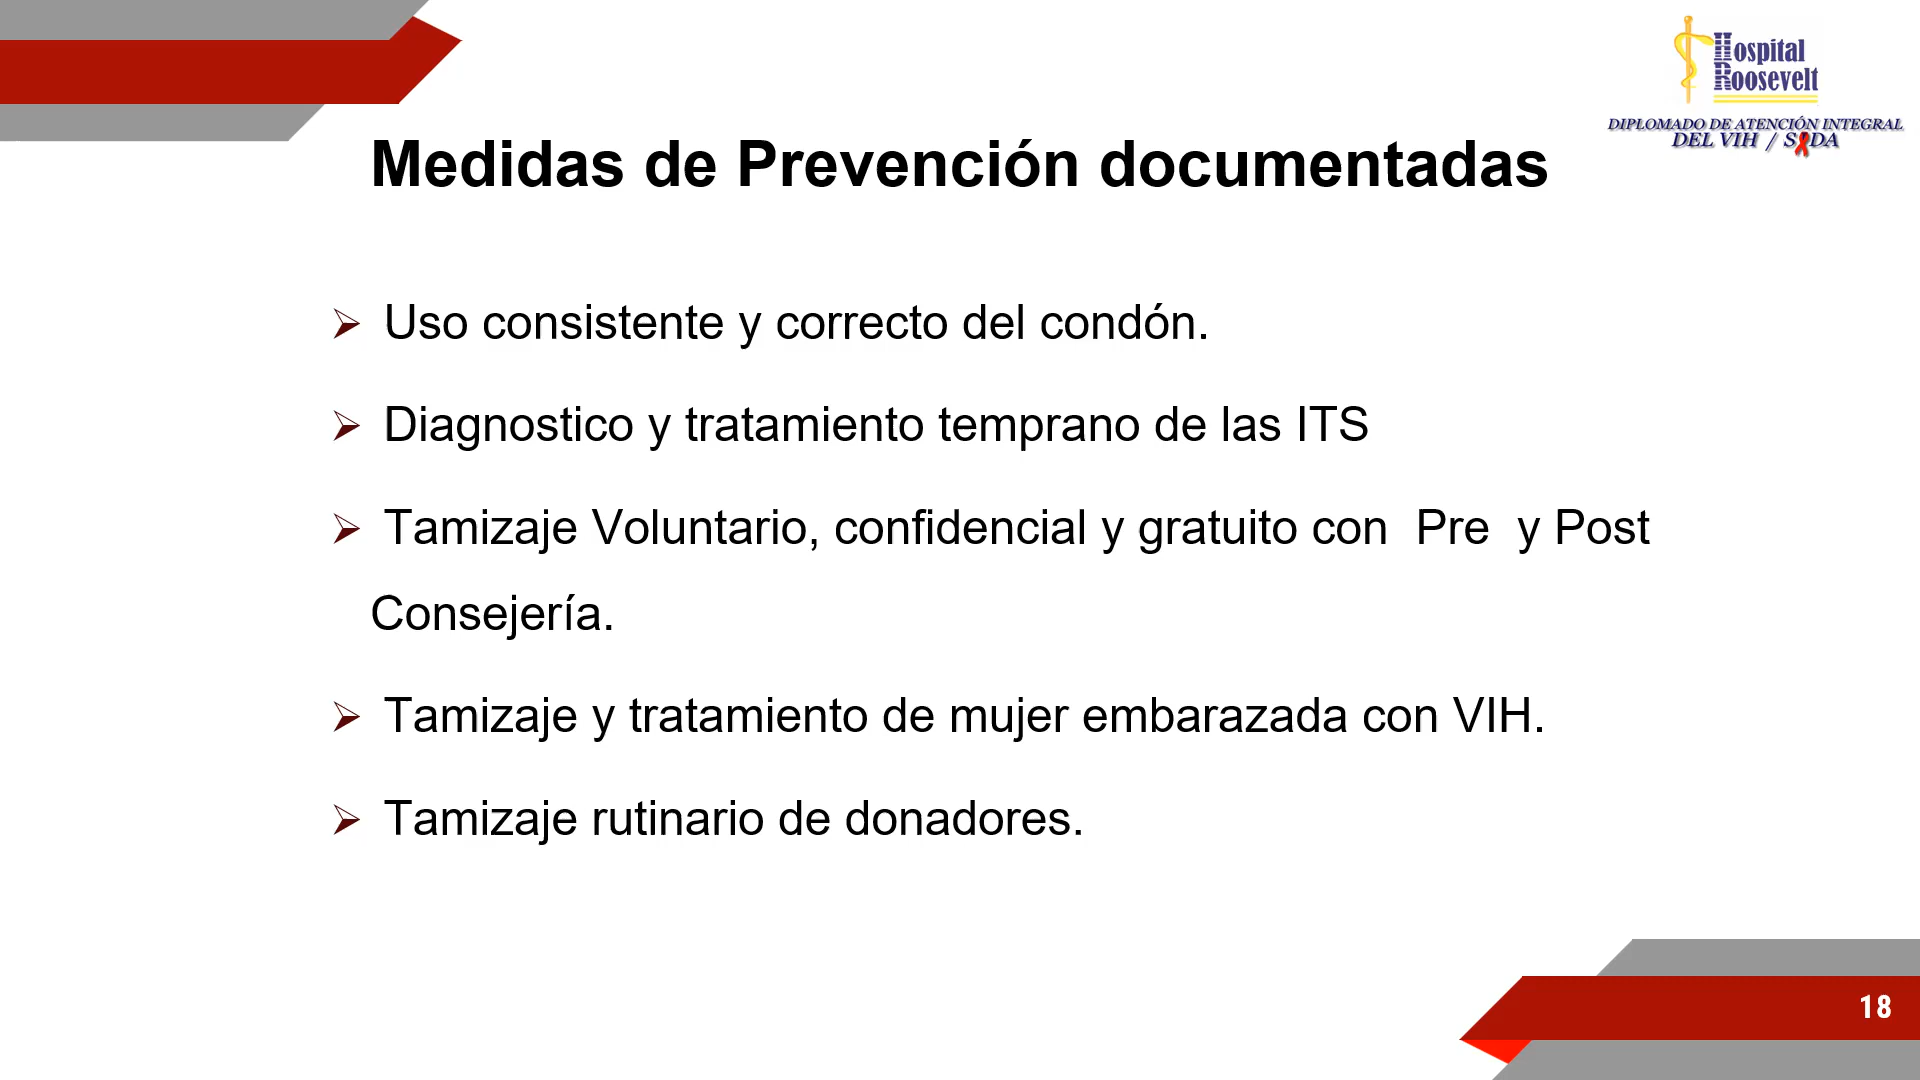 Hospital
Roosevelt
DIPLOMADO DE ATENCIÓN INTEGRAL
DEL VIH / SIDA
Medidas de Prevención documentadas
Uso consistente y correcto del condón.
Diagnostico y tratamiento temprano de las ITS
Tamizaje Voluntario, confidencial y gratuito con  Pre  y Post
Consejería.
Tamizaje y tratamiento de mujer embarazada con VIH.
Tamizaje rutinario de donadores.
18